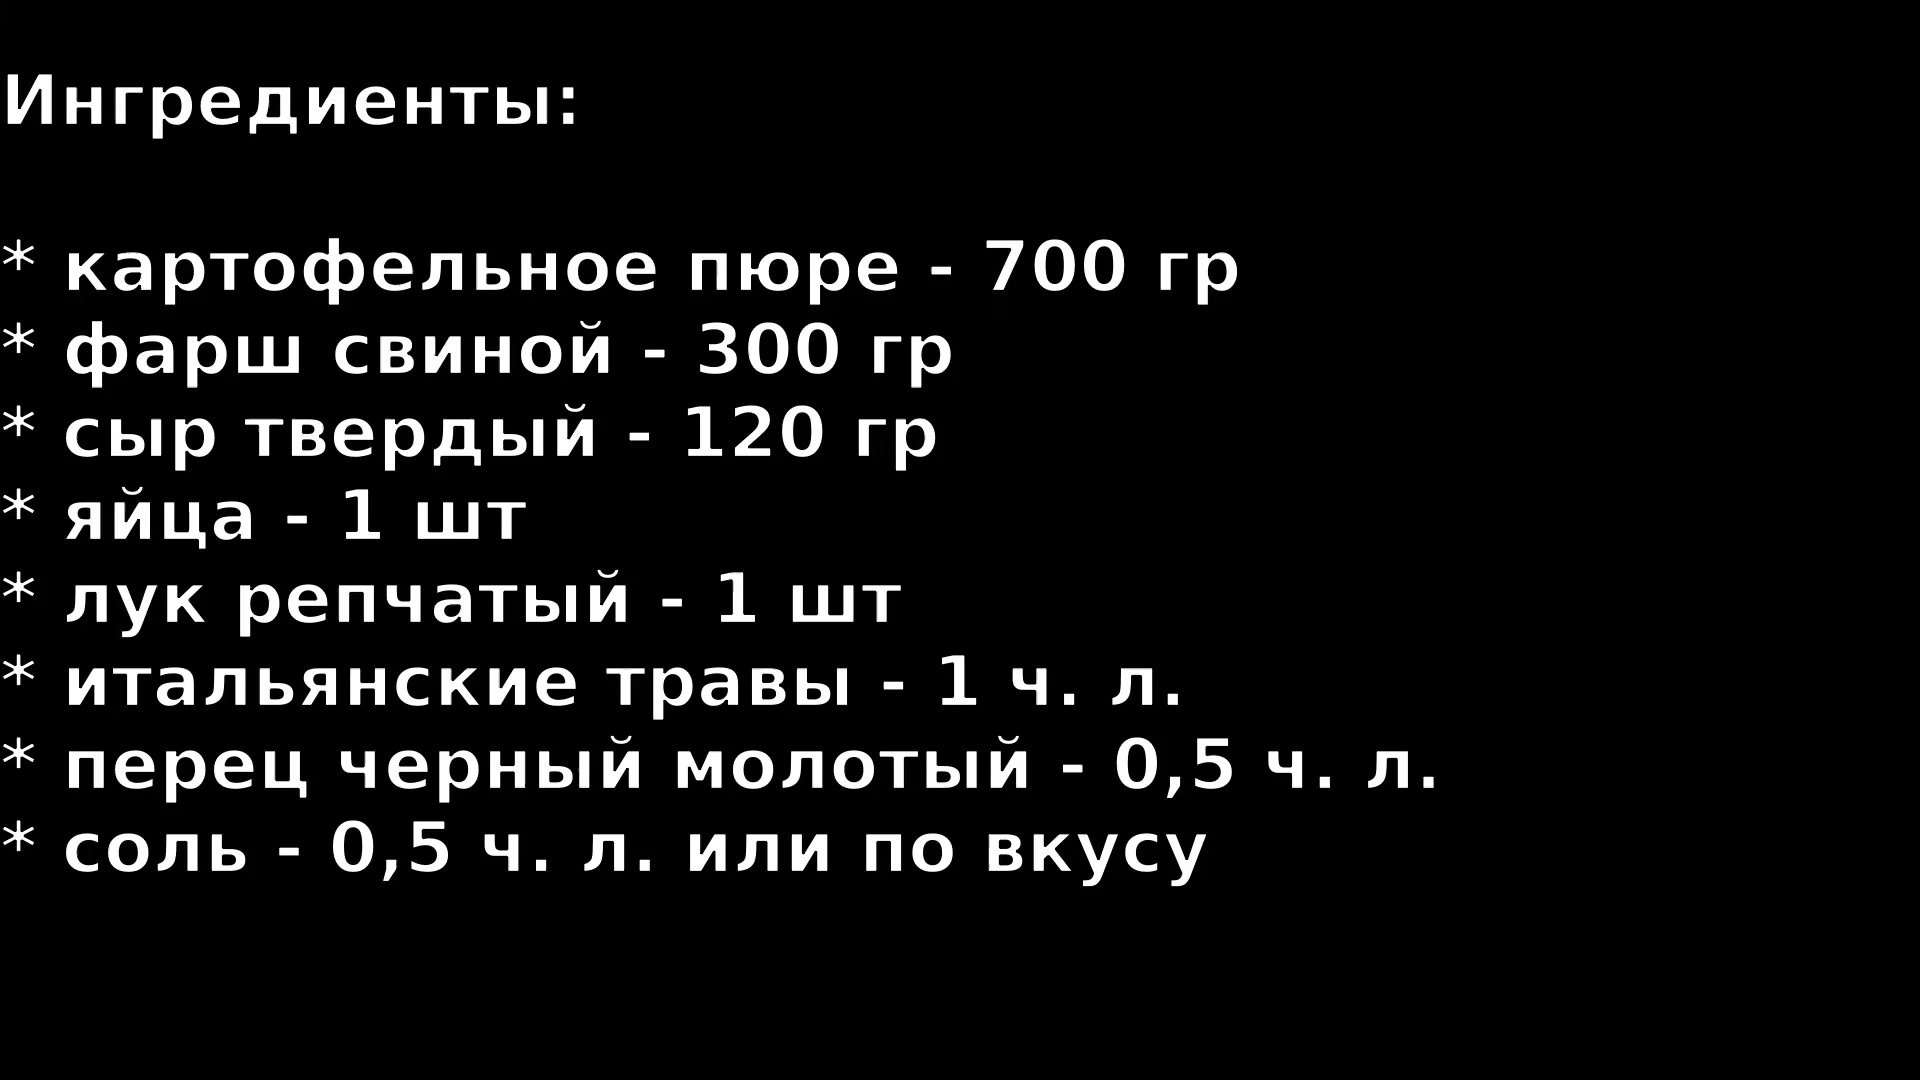 Ингредиенты:
* картофельное пюре - 700 гр
* фарш свиной - 300 гр
* сыр твердый - 120 гр
* яйца - 1 шт
* лук репчатый - 1 шт
* итальянские травы - 1 ч. л.
* перец черный молотый - 0,5 ч. л.
* соль - 0,5 ч. л. или по вкусу